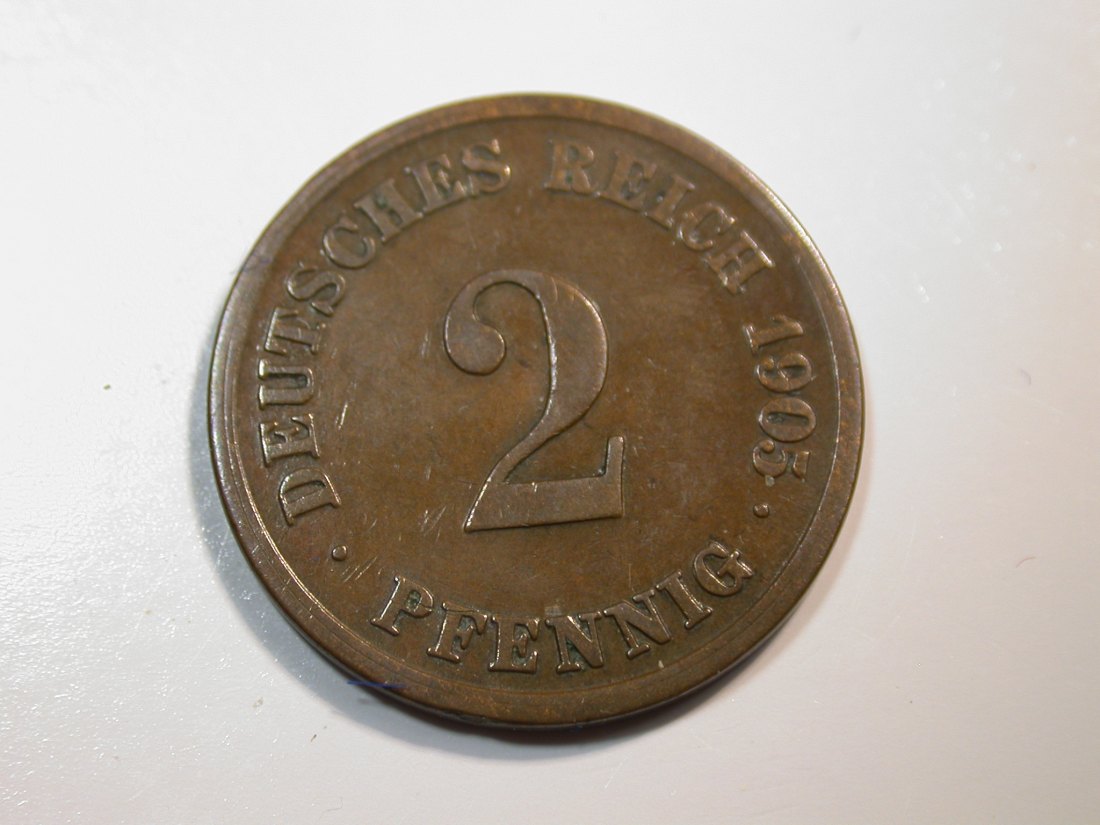 DEUTSCHES REICH 1905.
2
· PFENNIG ·